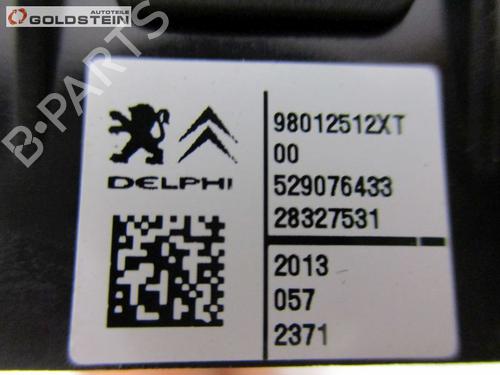 AUTOTEILE
GOLDSTEIN
B-PARTS
DELPHI
98012512XT
00
529076433
28327531
2013
057
2371